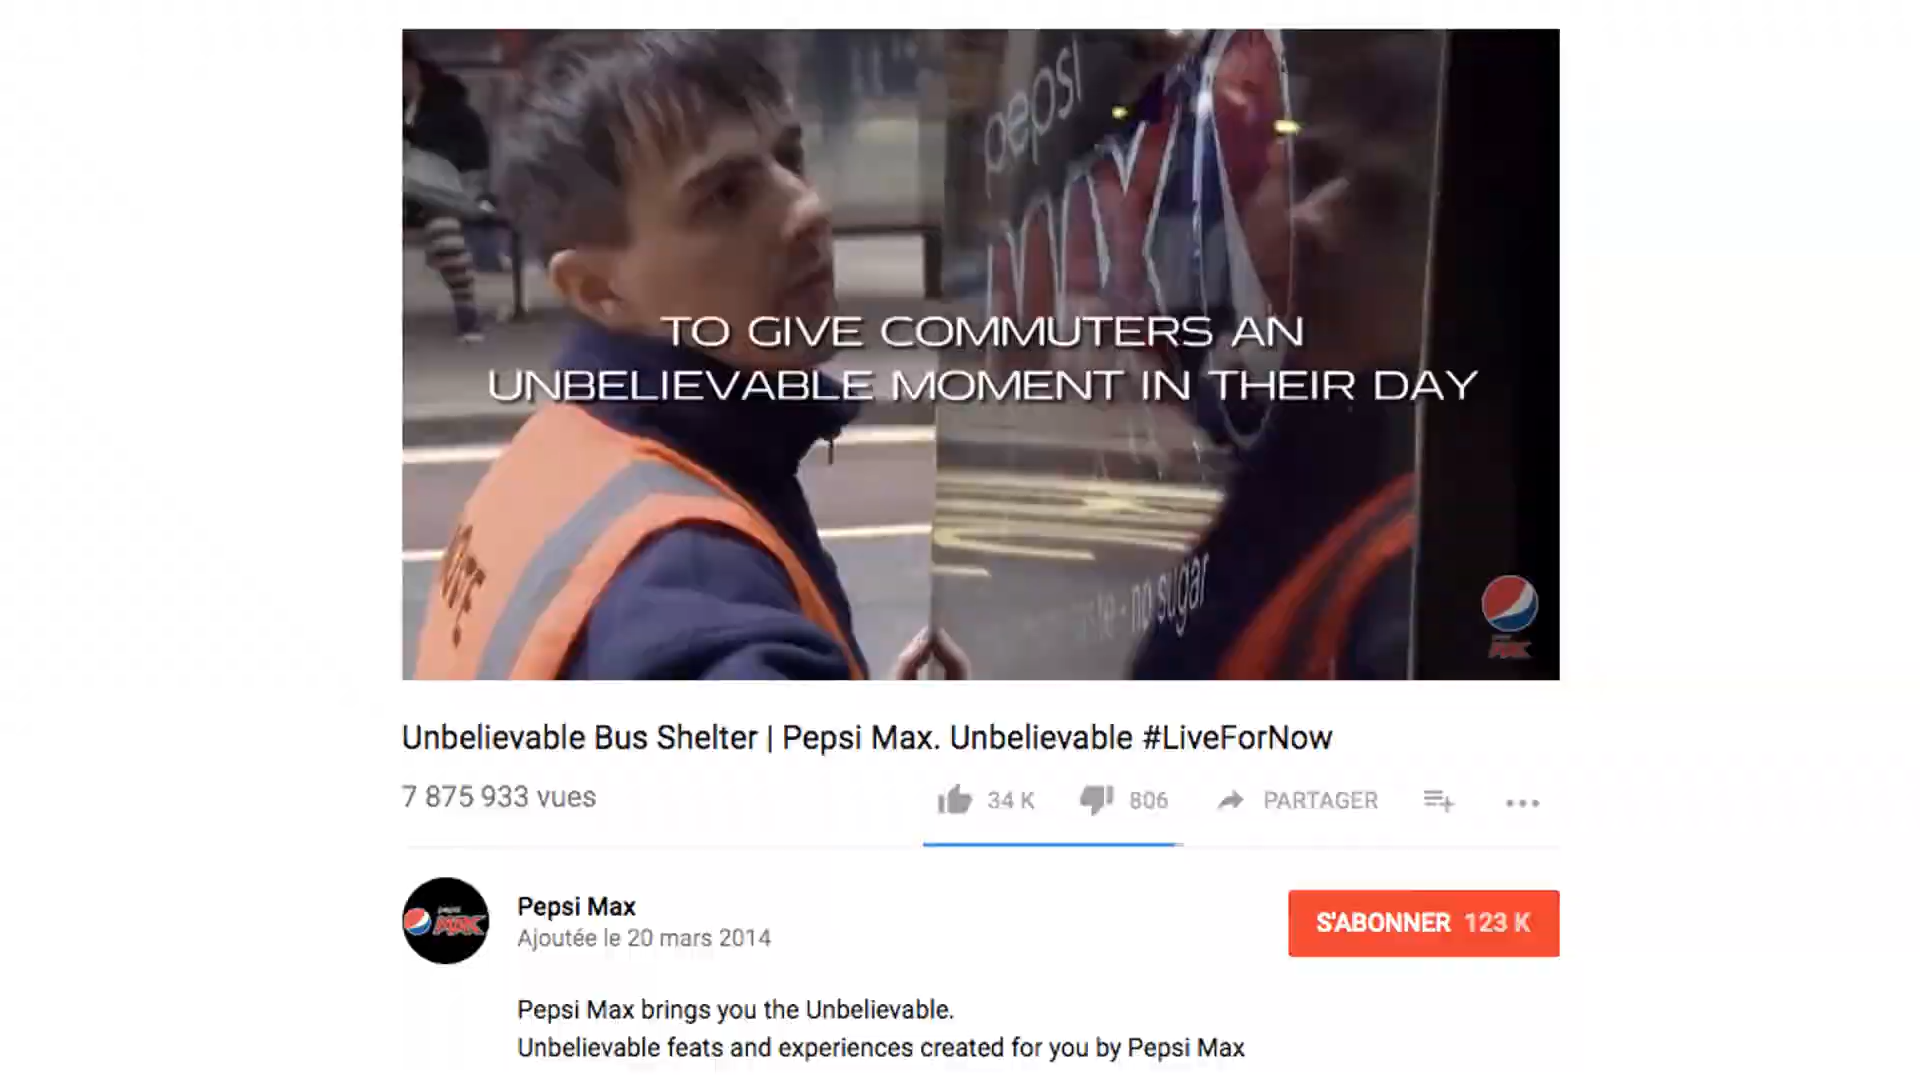 pepsi
MAX
TO GIVE COMMUTERS AN
UNBELIEVABLE MOMENT IN THEIR DAY
no sugar
Unbelievable Bus Shelter | Pepsi Max. Unbelievable #LiveForNow
7 875 933 vues
34 K 806 PARTAGER
Pepsi Max
Ajoutée le 20 mars 2014
S'ABONNER 123 K
Pepsi Max brings you the Unbelievable.
Unbelievable feats and experiences created for you by Pepsi Max